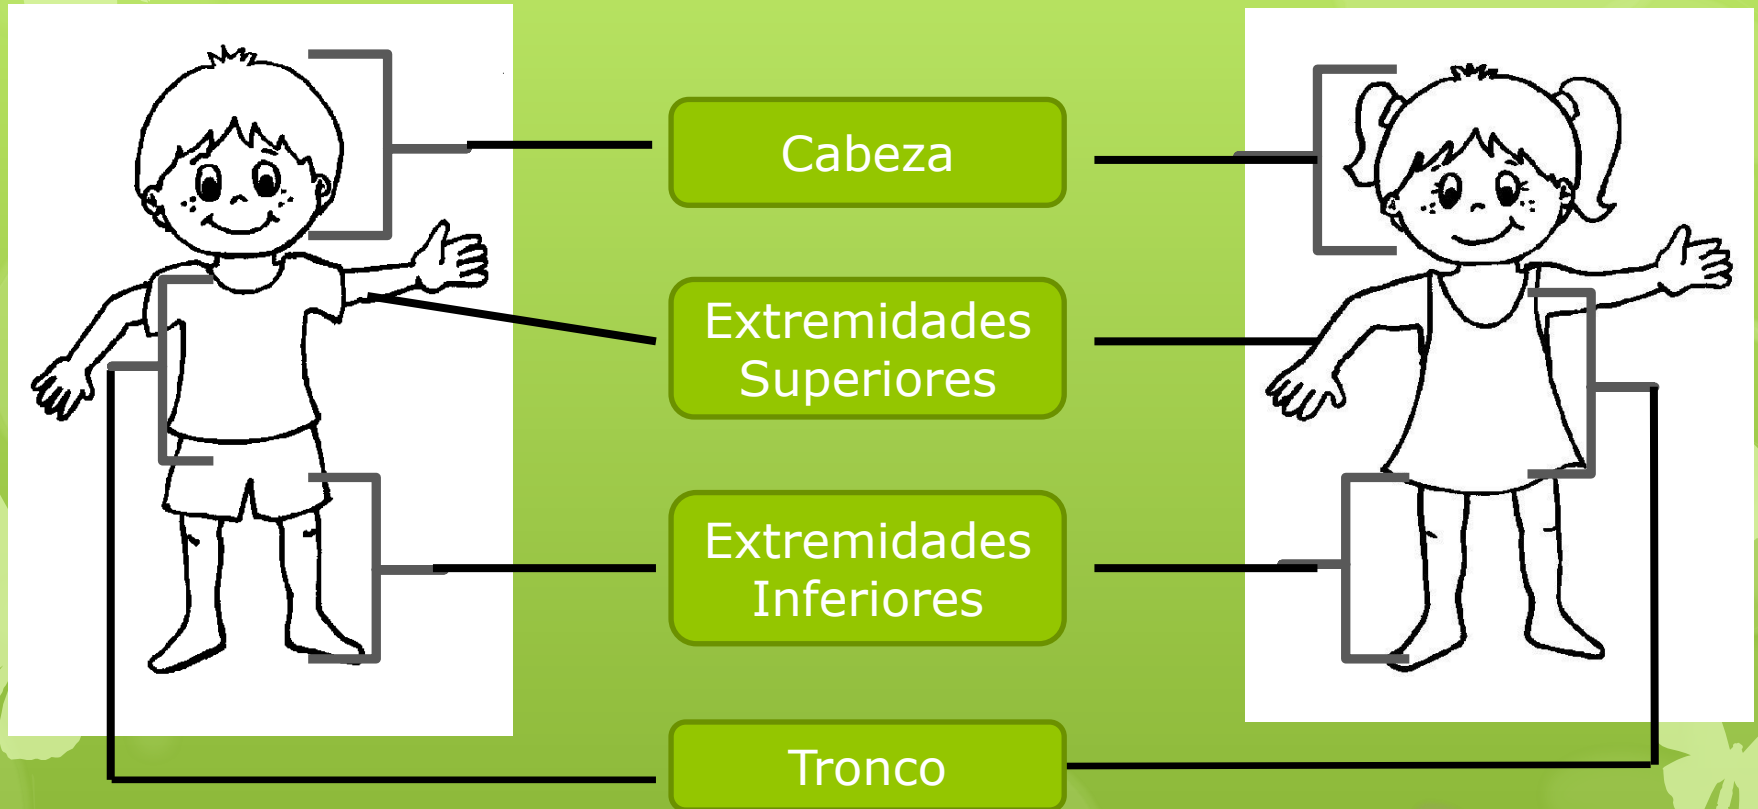 Cabeza
Extremidades
Superiores
Extremidades
Inferiores
Tronco